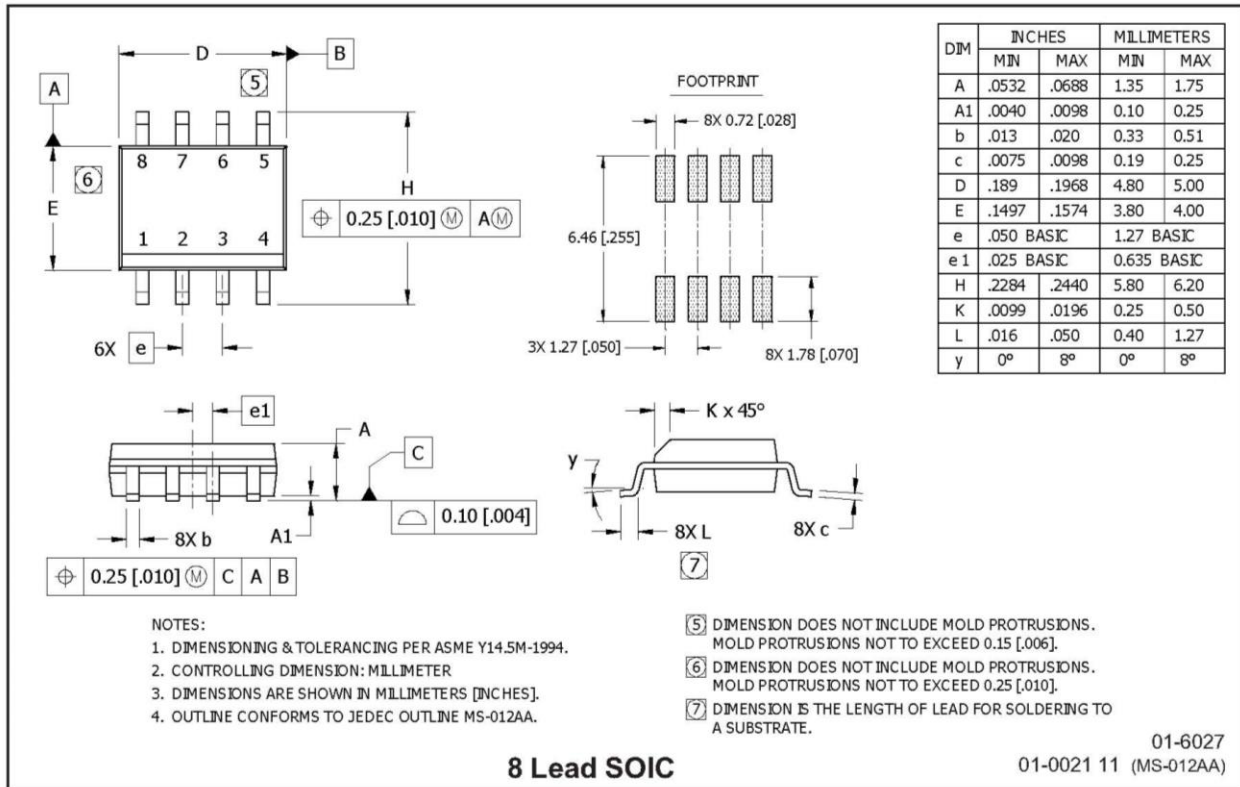 D
B
5
A
8 7 6 5
6
E
H
⌖ 0.25 [.010] Ⓜ A Ⓜ
1 2 3 4
6X e
FOOTPRINT
8X 0.72 [.028]
6.46 [.255]
3X 1.27 [.050]
8X 1.78 [.070]
DIM INCHES MILLIMETERS
MIN MAX MIN MAX
A .0532 .0688 1.35 1.75
A1 .0040 .0098 0.10 0.25
b .013 .020 0.33 0.51
c .0075 .0098 0.19 0.25
D .189 .1968 4.80 5.00
E .1497 .1574 3.80 4.00
e .050 BASIC 1.27 BASIC
e 1 .025 BASIC 0.635 BASIC
H .2284 .2440 5.80 6.20
K .0099 .0196 0.25 0.50
L .016 .050 0.40 1.27
y 0° 8° 0° 8°
e1
A
C
0.10 [.004]
A1
8X b
⌖ 0.25 [.010] Ⓜ C A B
K x 45°
y
8X L
8X c
7
NOTES:
1. DIMENSIONING & TOLERANCING PER ASME Y14.5M-1994.
2. CONTROLLING DIMENSION: MILLIMETER
3. DIMENSIONS ARE SHOWN IN MILLIMETERS [INCHES].
4. OUTLINE CONFORMS TO JEDEC OUTLINE MS-012AA.
5 DIMENSION DOES NOT INCLUDE MOLD PROTRUSIONS.
MOLD PROTRUSIONS NOT TO EXCEED 0.15 [.006].
6 DIMENSION DOES NOT INCLUDE MOLD PROTRUSIONS.
MOLD PROTRUSIONS NOT TO EXCEED 0.25 [.010].
7 DIMENSION IS THE LENGTH OF LEAD FOR SOLDERING TO
A SUBSTRATE.
8 Lead SOIC
01-6027
01-0021 11 (MS-012AA)